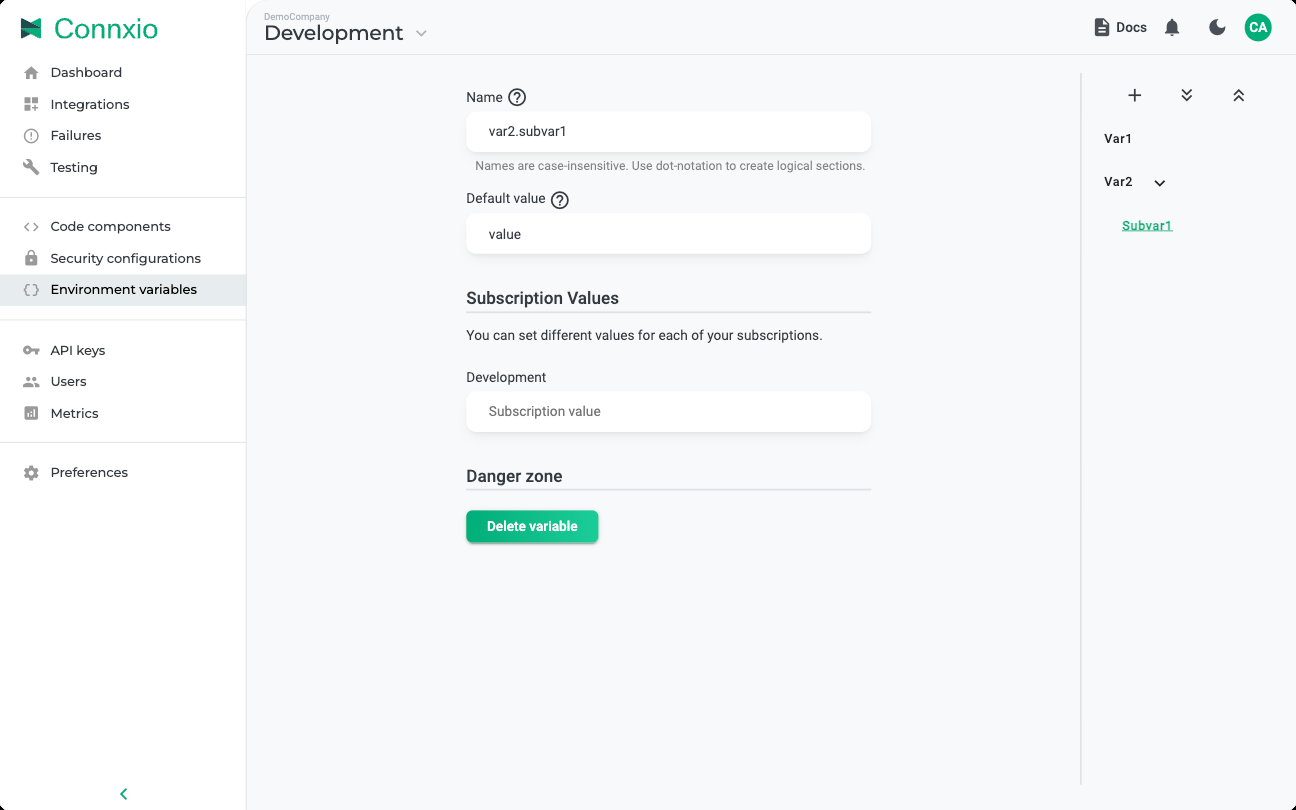 Connxio
Dashboard
Integrations
Failures
Testing
Code components
Security configurations
Environment variables
API keys
Users
Metrics
Preferences
DemoCompany
Development
Docs
CA
Name
var2.subvar1
Names are case-insensitive. Use dot-notation to create logical sections.
Default value
value
Subscription Values
You can set different values for each of your subscriptions.
Development
Subscription value
Danger zone
Delete variable
Var1
Var2
Subvar1